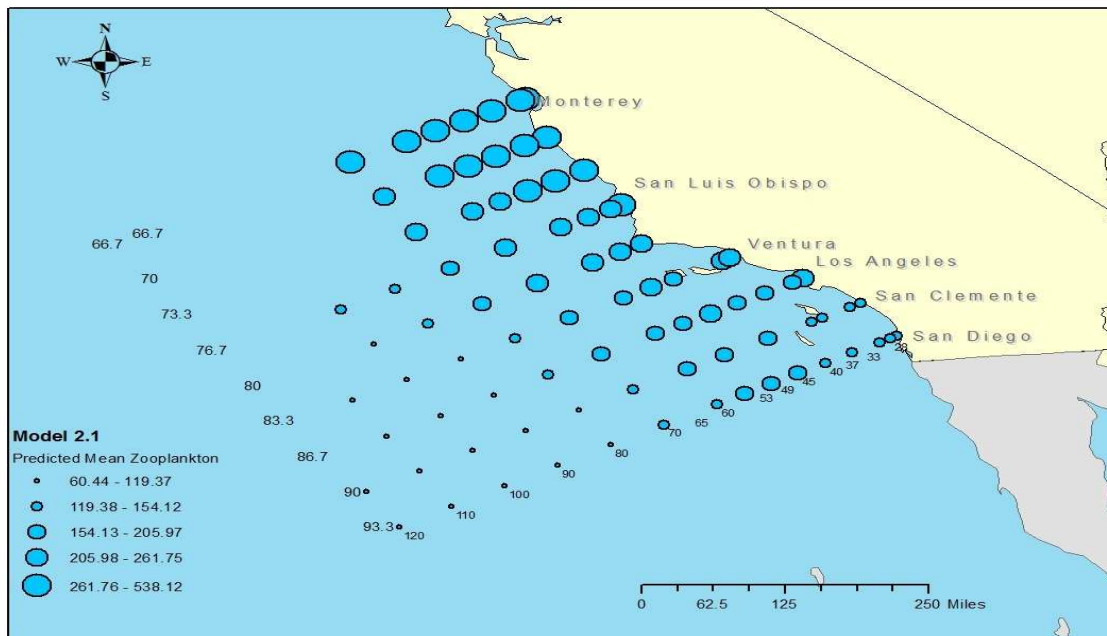 N
W E
S
Monterey
San Luis Obispo
66.7 66.7
Ventura
Los Angeles
70
San Clemente
73.3
San Diego
28
33
37
76.7
40
45
49
80
53
60
65
83.3
70
Model 2.1
80
86.7
Predicted Mean Zooplankton
90
60.44 - 119.37
100
90
119.38 - 154.12
110
93.3
120
154.13 - 205.97
205.98 - 261.75
261.76 - 538.12
0 62.5 125 250 Miles